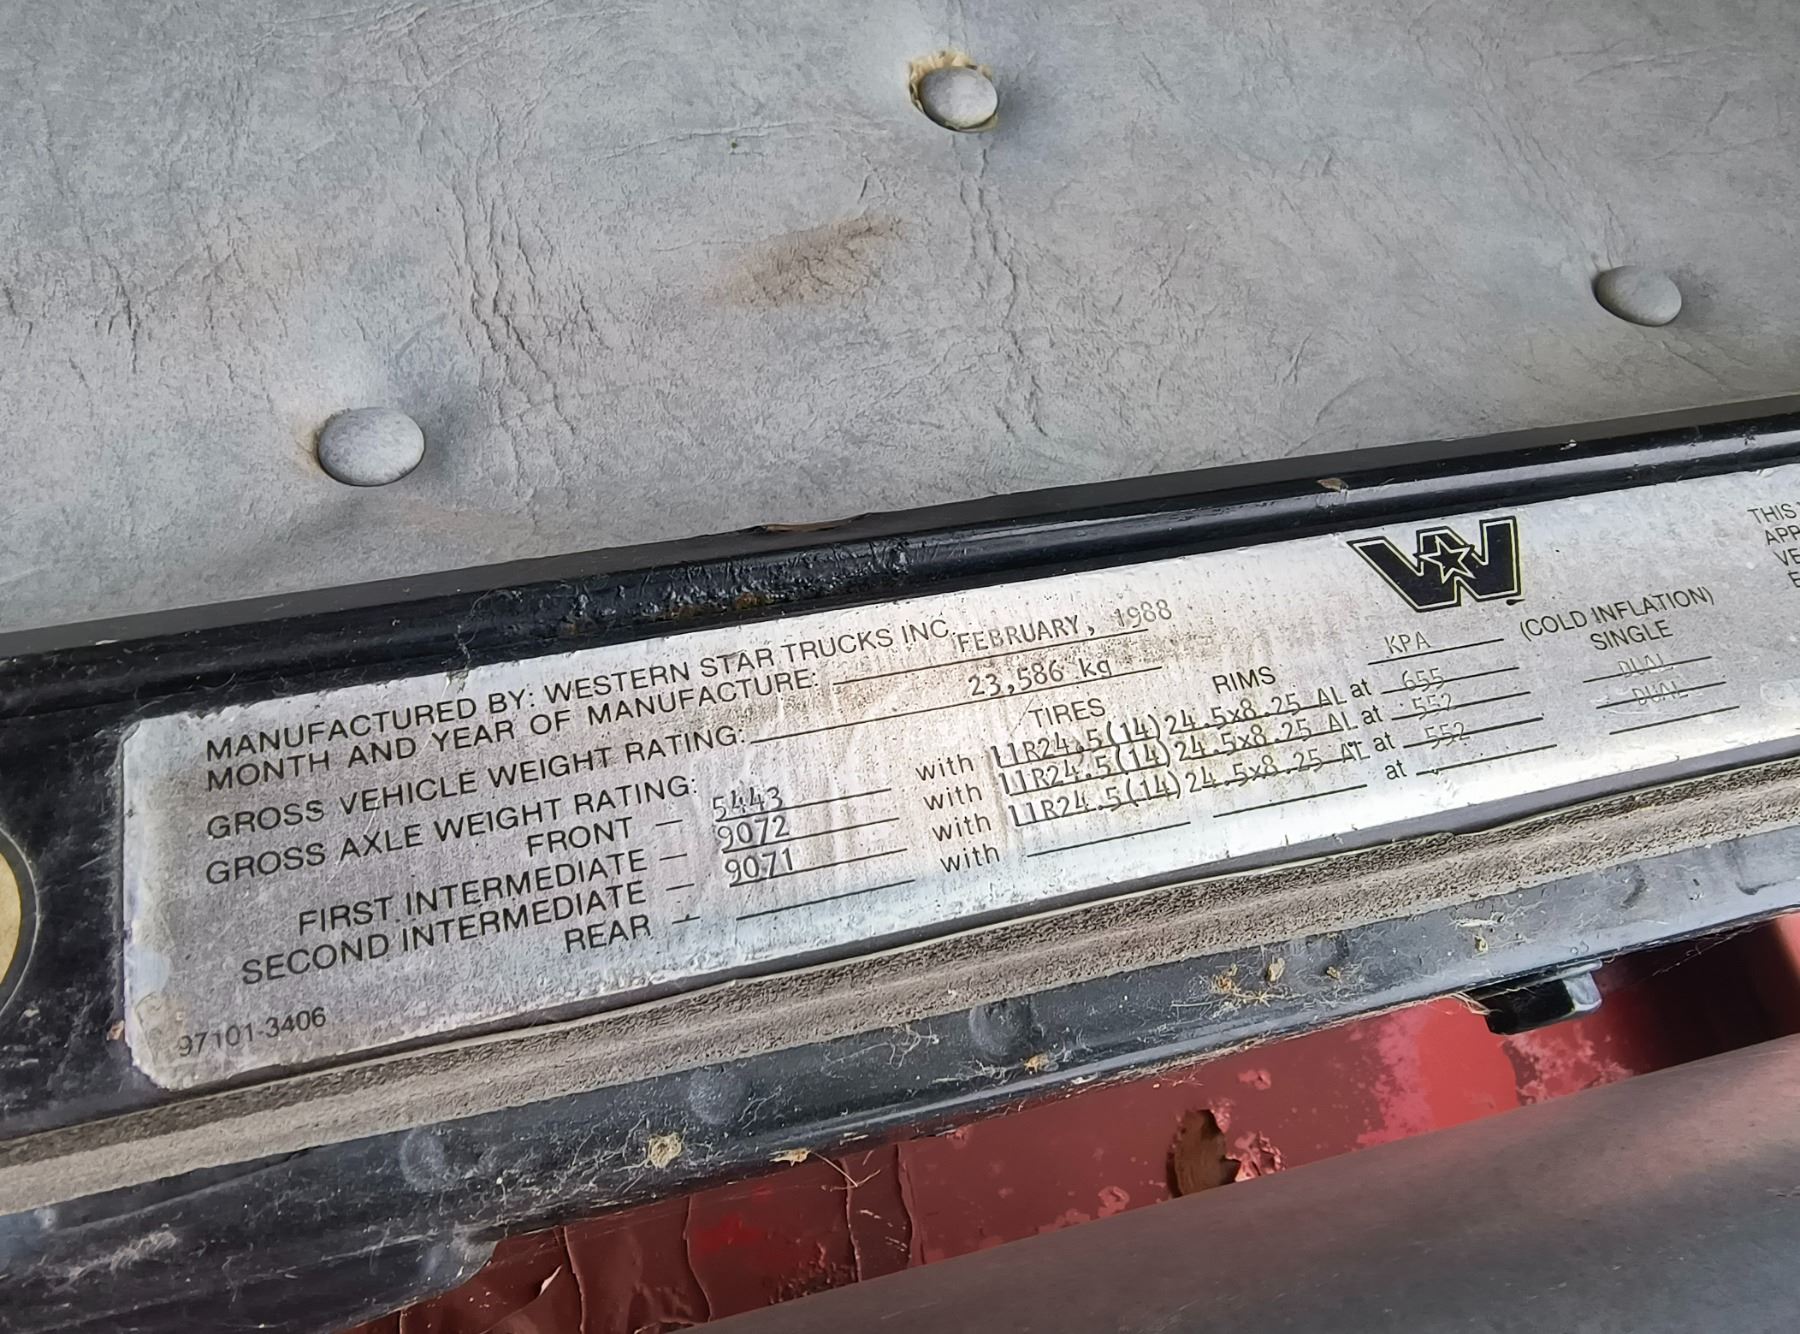 MANUFACTURED BY: WESTERN STAR TRUCKS INC.
MONTH AND YEAR OF MANUFACTURE: FEBRUARY, 1988
GROSS VEHICLE WEIGHT RATING: 23,586 kg
GROSS AXLE WEIGHT RATING: TIRES RIMS KPA (COLD INFLATION)
FRONT - 5443 with 11R24.5(14)24.5x8.25 AL at 655 SINGLE
FIRST INTERMEDIATE - 9072 with 11R24.5(14)24.5x8.25 AL at 552 DUAL
SECOND INTERMEDIATE - 9071 with 11R24.5(14)24.5x8.25 AL at 552 DUAL
REAR - with at
97101-3406
W
THIS